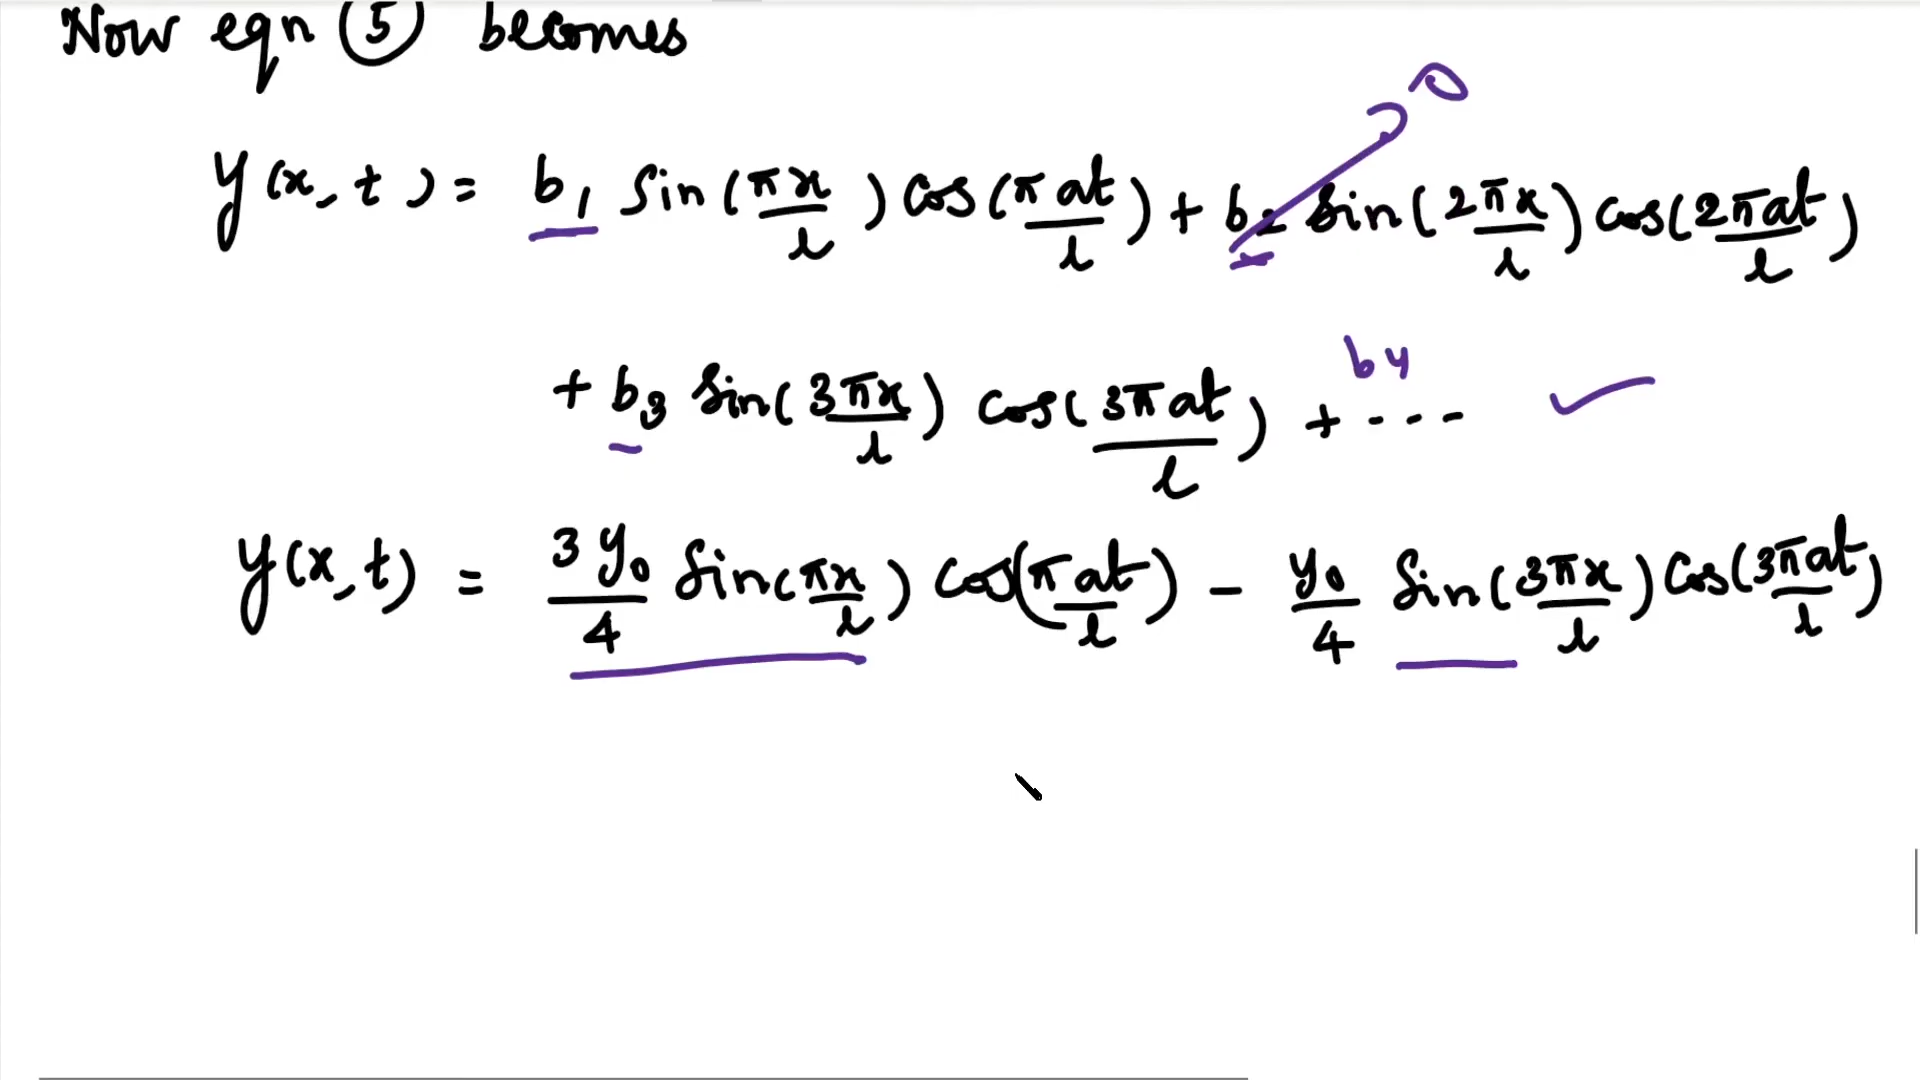 Now eqn ⑤ becomes
0
y(x,t) = b₁ sin(πx/l) cos(πat/l) + b₂ sin(2πx/l) cos(2πat/l)
b4
+ b₃ sin(3πx/l) cos(3πat/l) + ---
y(x,t) = 3y₀/4 sin(πx/l) cos(πat/l) - y₀/4 sin(3πx/l) cos(3πat/l)